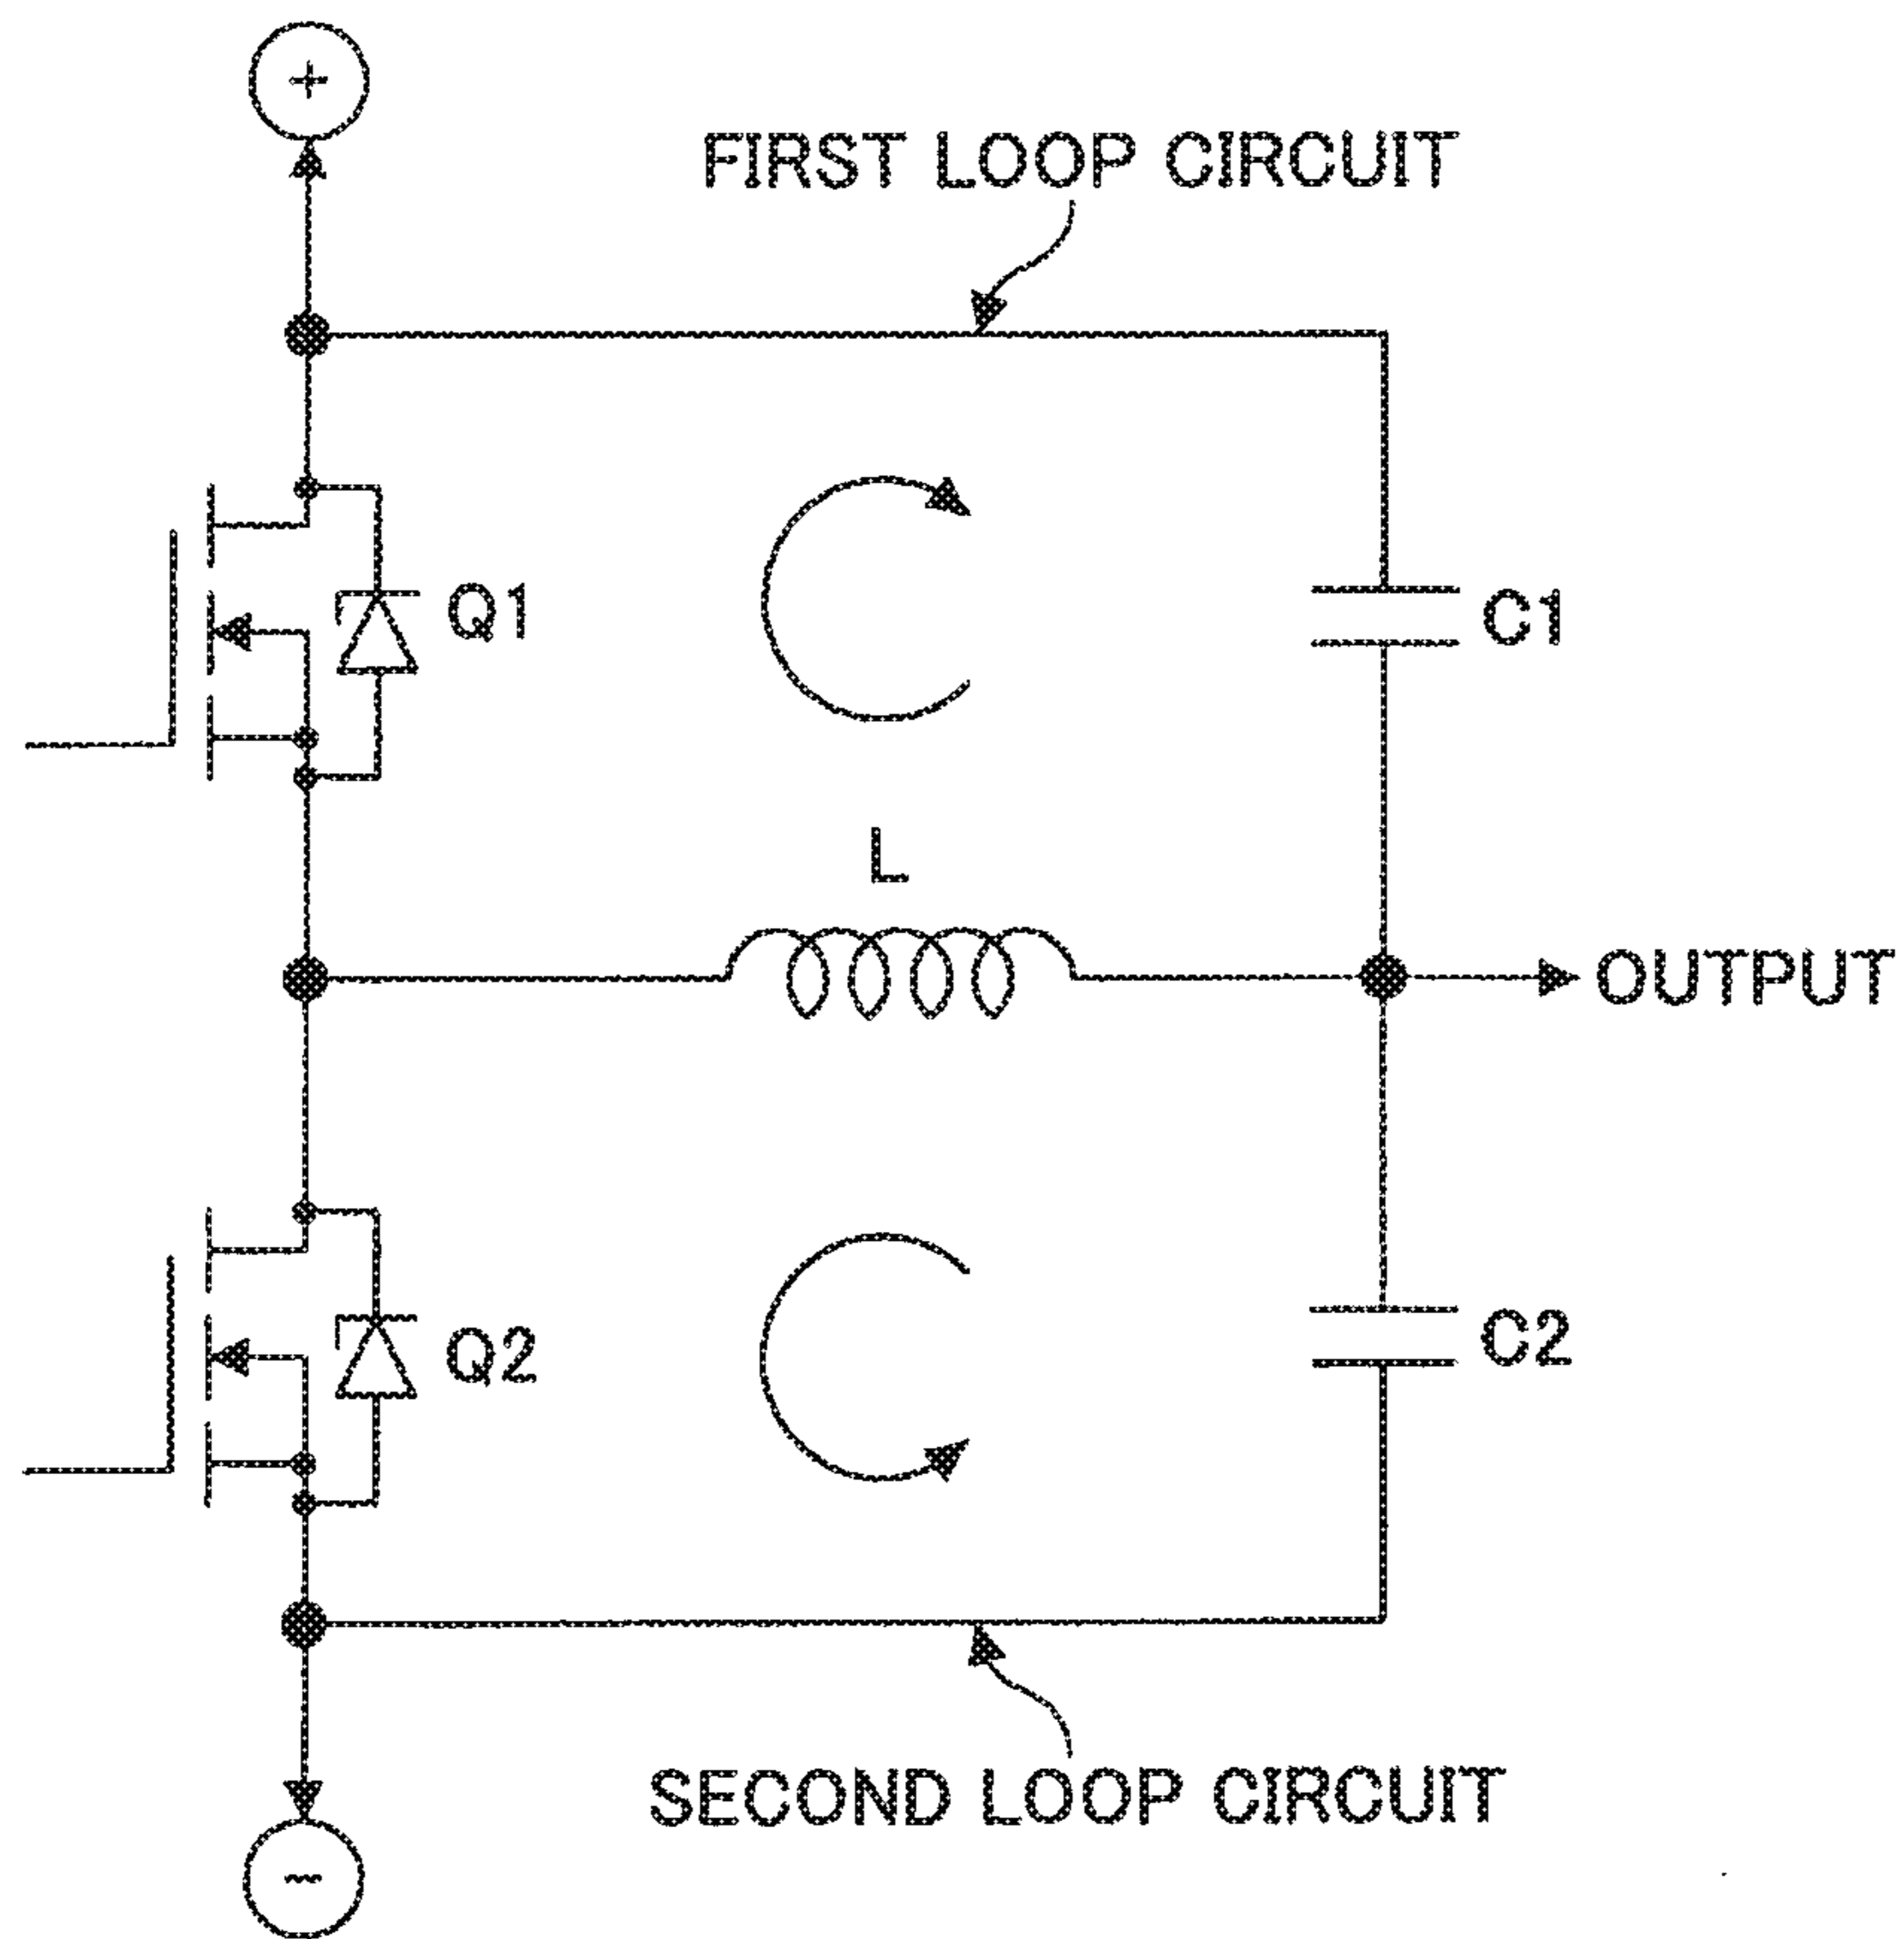 +
FIRST LOOP CIRCUIT
Q1
C1
L
OUTPUT
Q2
C2
SECOND LOOP CIRCUIT
-